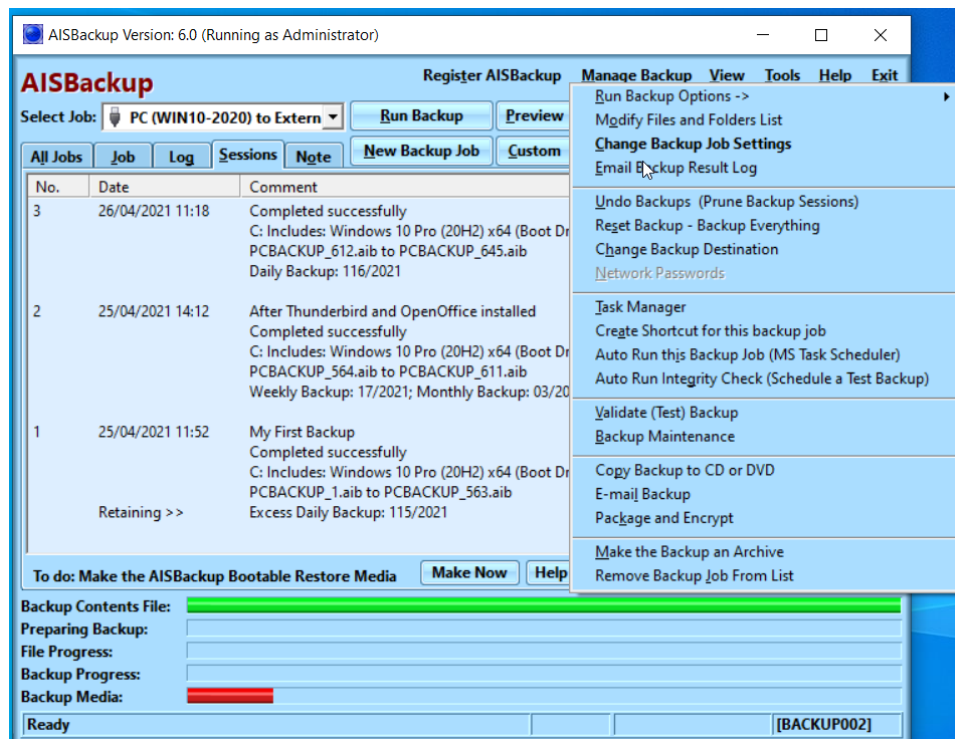 AISBackup Version: 6.0 (Running as Administrator)
AISBackup
Register AISBackup Manage Backup View Tools Help Exit
Select Job: PC (WIN10-2020) to Extern
Run Backup
Preview
All Jobs
Job
Log
Sessions
Note
New Backup Job
Custom
No. Date Comment
3 26/04/2021 11:18 Completed successfully
C: Includes: Windows 10 Pro (20H2) x64 (Boot Dr
PCBACKUP_612.aib to PCBACKUP_645.aib
Daily Backup: 116/2021
2 25/04/2021 14:12 After Thunderbird and OpenOffice installed
Completed successfully
C: Includes: Windows 10 Pro (20H2) x64 (Boot Dr
PCBACKUP_564.aib to PCBACKUP_611.aib
Weekly Backup: 17/2021; Monthly Backup: 03/20
1 25/04/2021 11:52 My First Backup
Completed successfully
C: Includes: Windows 10 Pro (20H2) x64 (Boot Dr
PCBACKUP_1.aib to PCBACKUP_563.aib
Retaining >> Excess Daily Backup: 115/2021
To do: Make the AISBackup Bootable Restore Media
Make Now
Help
Run Backup Options ->
Modify Files and Folders List
Change Backup Job Settings
Email Backup Result Log
Undo Backups (Prune Backup Sessions)
Reset Backup - Backup Everything
Change Backup Destination
Network Passwords
Task Manager
Create Shortcut for this backup job
Auto Run this Backup Job (MS Task Scheduler)
Auto Run Integrity Check (Schedule a Test Backup)
Validate (Test) Backup
Backup Maintenance
Copy Backup to CD or DVD
E-mail Backup
Package and Encrypt
Make the Backup an Archive
Remove Backup Job From List
Backup Contents File:
Preparing Backup:
File Progress:
Backup Progress:
Backup Media:
Ready
[BACKUP002]